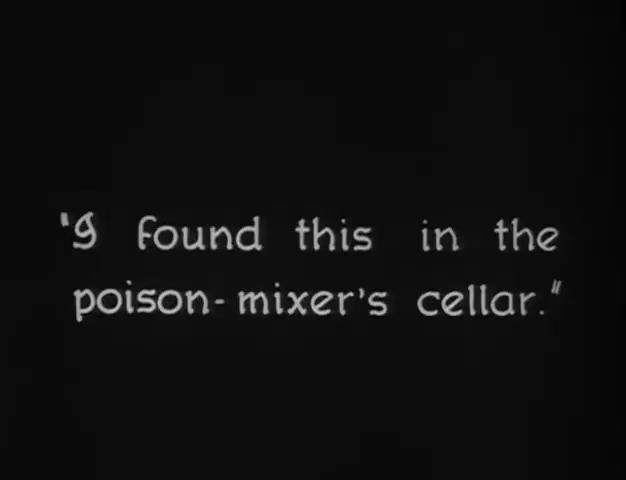 "I found this in the
poison-mixer's cellar."